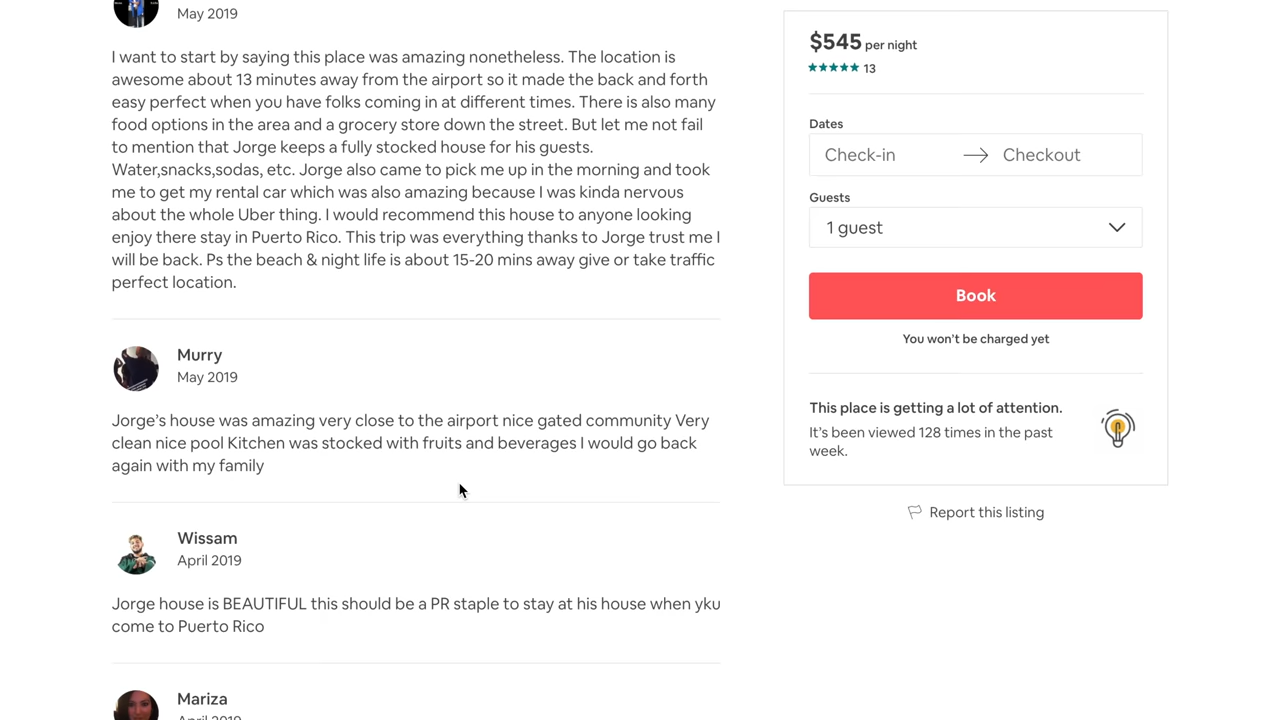 May 2019
I want to start by saying this place was amazing nonetheless. The location is
awesome about 13 minutes away from the airport so it made the back and forth
easy perfect when you have folks coming in at different times. There is also many
food options in the area and a grocery store down the street. But let me not fail
to mention that Jorge keeps a fully stocked house for his guests.
Water,snacks,sodas, etc. Jorge also came to pick me up in the morning and took
me to get my rental car which was also amazing because I was kinda nervous
about the whole Uber thing. I would recommend this house to anyone looking
enjoy there stay in Puerto Rico. This trip was everything thanks to Jorge trust me I
will be back. Ps the beach & night life is about 15-20 mins away give or take traffic
perfect location.
Murry
May 2019
Jorge’s house was amazing very close to the airport nice gated community Very
clean nice pool Kitchen was stocked with fruits and beverages I would go back
again with my family
Wissam
April 2019
Jorge house is BEAUTIFUL this should be a PR staple to stay at his house when yku
come to Puerto Rico
Mariza
April 2019
$545 per night
13
Dates
Check-in
Checkout
Guests
1 guest
Book
You won’t be charged yet
This place is getting a lot of attention.
It’s been viewed 128 times in the past
week.
Report this listing